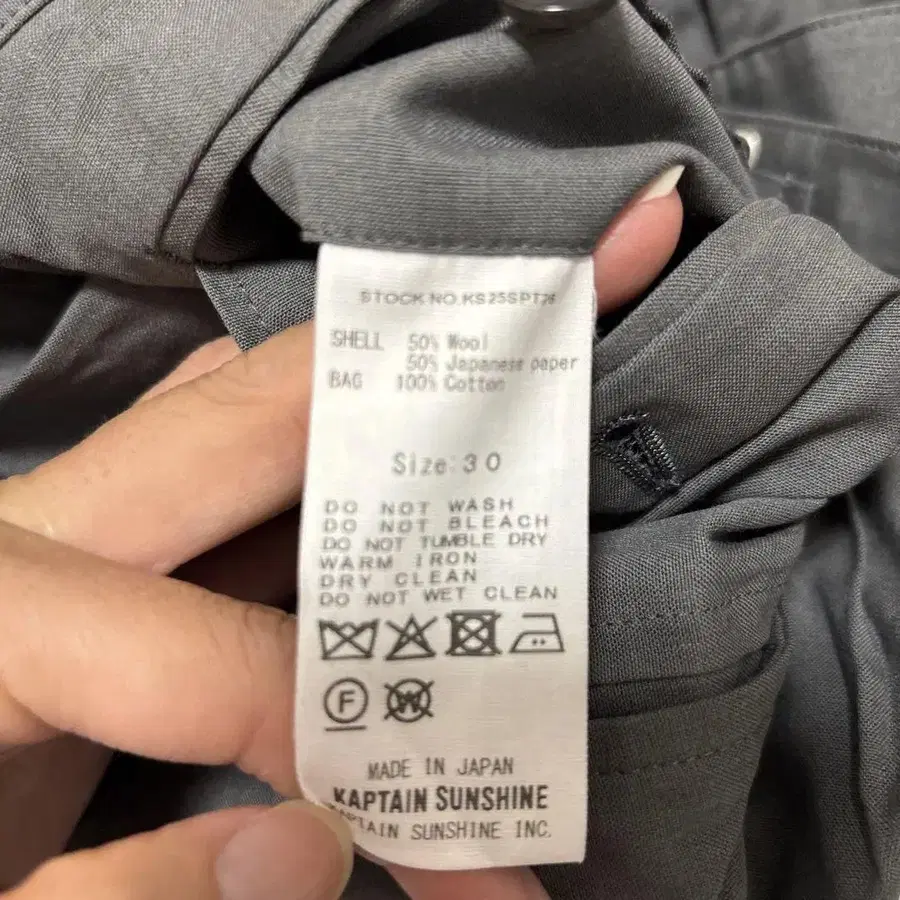 STOCK NO.KS25SPT26
SHELL 50% Wool
50% Japanese paper
BAG 100% Cotton
Size:30
DO NOT WASH
DO NOT BLEACH
DO NOT TUMBLE DRY
WARM IRON
DRY CLEAN
DO NOT WET CLEAN
F W
MADE IN JAPAN
KAPTAIN SUNSHINE
KAPTAIN SUNSHINE INC.